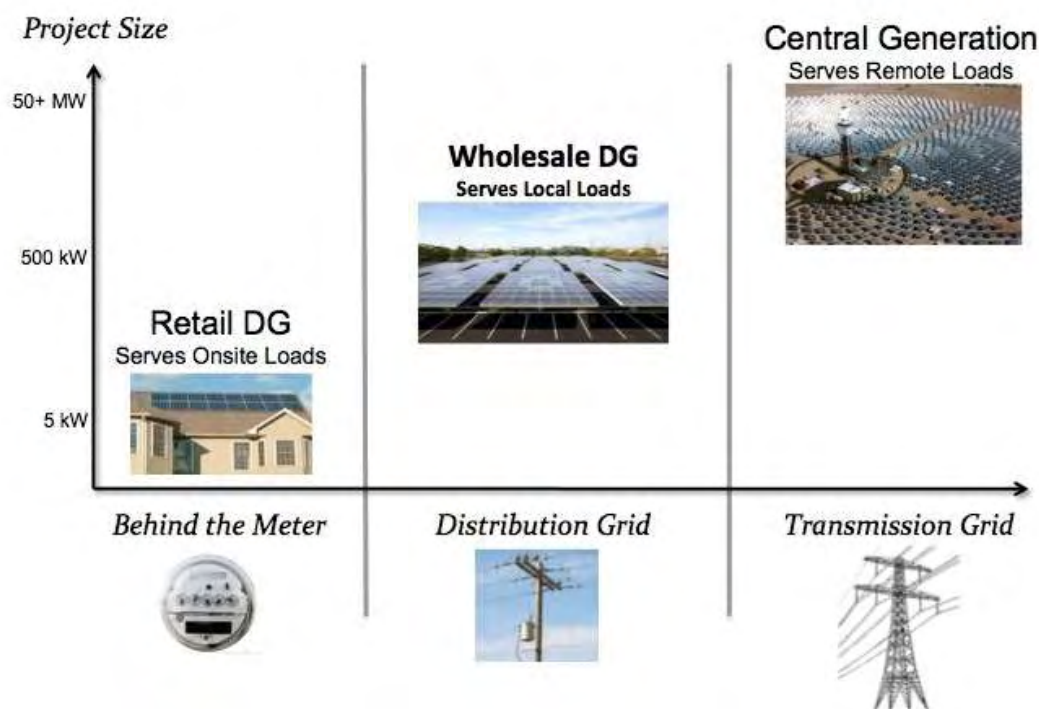 Project Size
Central Generation
Serves Remote Loads
50+ MW
Wholesale DG
Serves Local Loads
500 kW
Retail DG
Serves Onsite Loads
5 kW
Behind the Meter
Distribution Grid
Transmission Grid